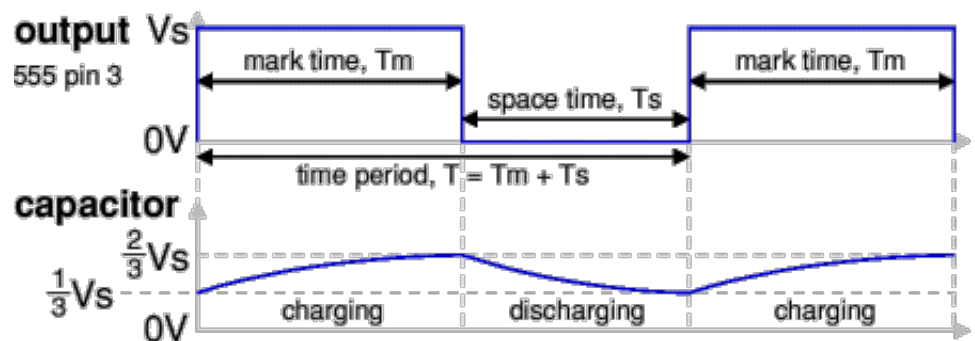 output Vs
555 pin 3
mark time, Tm
mark time, Tm
space time, Ts
0V
time period, T = Tm + Ts
capacitor
2/3Vs
1/3Vs
charging
discharging
charging
0V